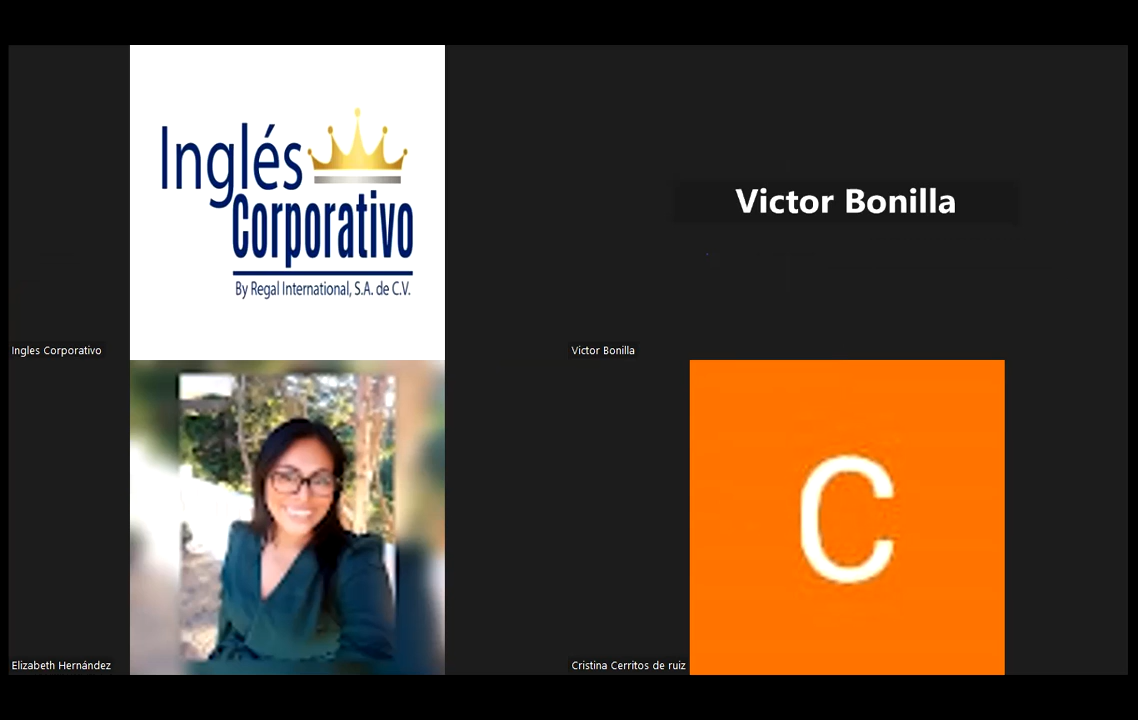 Inglés
Corporativo
By Regal International, S.A. de C.V.
Ingles Corporativo
Victor Bonilla
Victor Bonilla
Elizabeth Hernández
C
Cristina Cerritos de ruiz